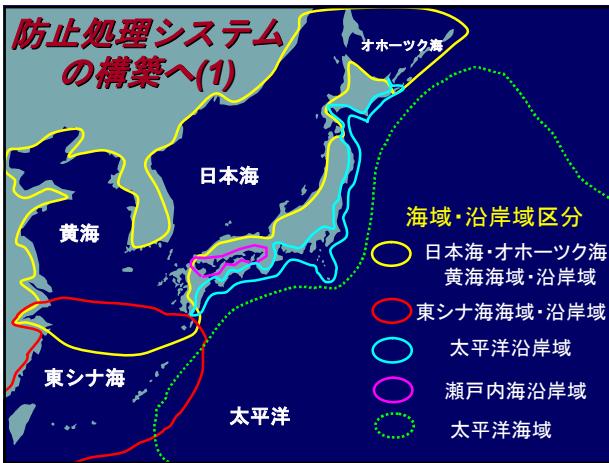 防止処理システム
の構築へ(1)
オホーツク海
日本海
黄海
東シナ海
太平洋
海域・沿岸域区分
日本海・オホーツク海
黄海海域・沿岸域
東シナ海海域・沿岸域
太平洋沿岸域
瀬戸内海沿岸域
太平洋海域